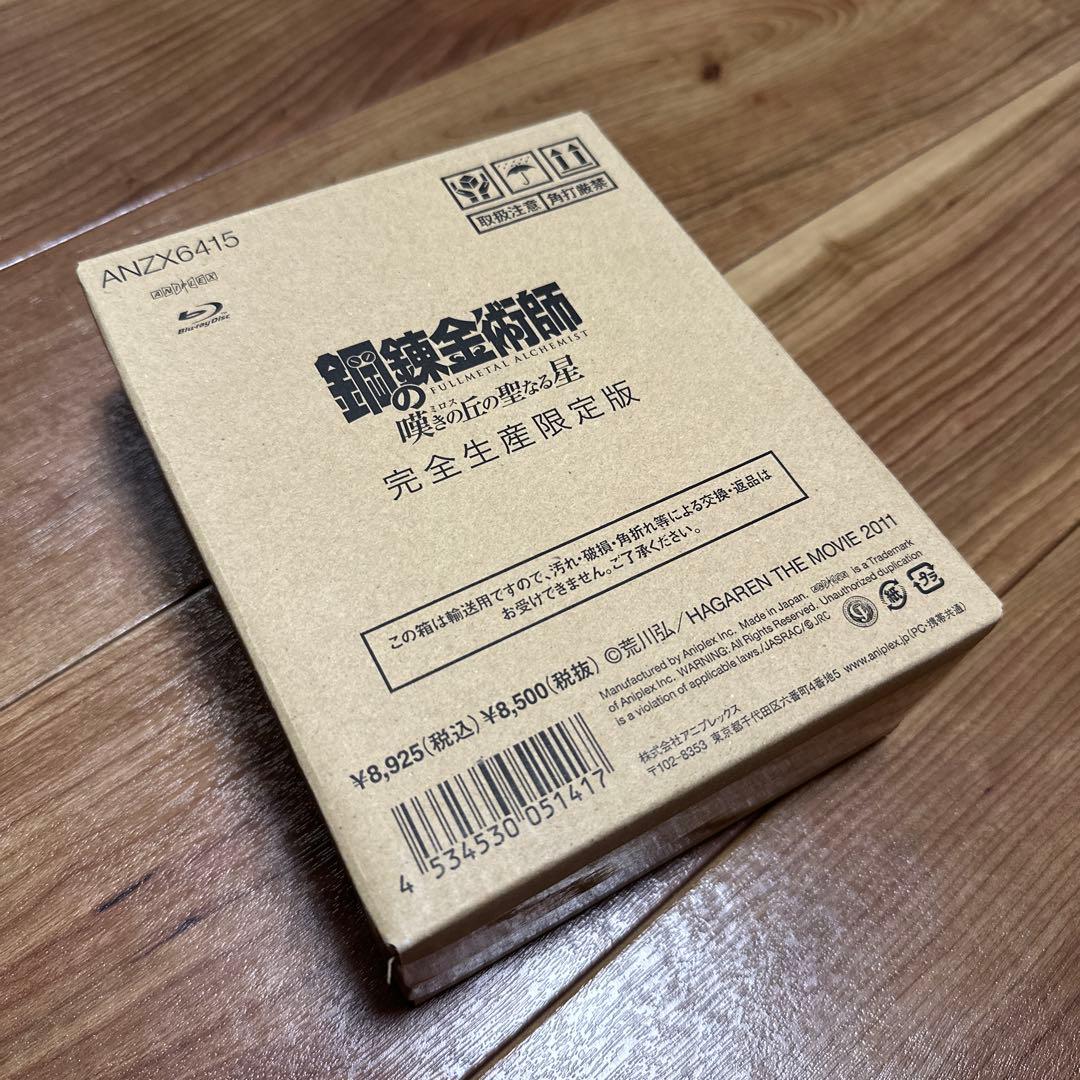 ANZX6415
ANIPLEX
Blu-ray Disc
取扱注意 角打厳禁
鋼の錬金術師
FULLMETAL ALCHEMIST
嘆きの丘の聖なる星
ミロス
完全生産限定版
この箱は輸送用ですので、汚れ・破損・角折れ等による交換・返品は
お受けできません。ご了承ください。
¥8,925(税込) ¥8,500(税抜)
©荒川弘/HAGAREN THE MOVIE 2011
Manufactured by Aniplex Inc. Made in Japan. ANIPLEX is a Trademark
of Aniplex Inc. WARNING: All Rights Reserved. Unauthorized duplication
is a violation of applicable laws./JASRAC/©JRC
紙
プラ
株式会社アニプレックス
〒102-8353 東京都千代田区六番町4番地5 www.aniplex.jp(PC・携帯共通)
4 534530 051417